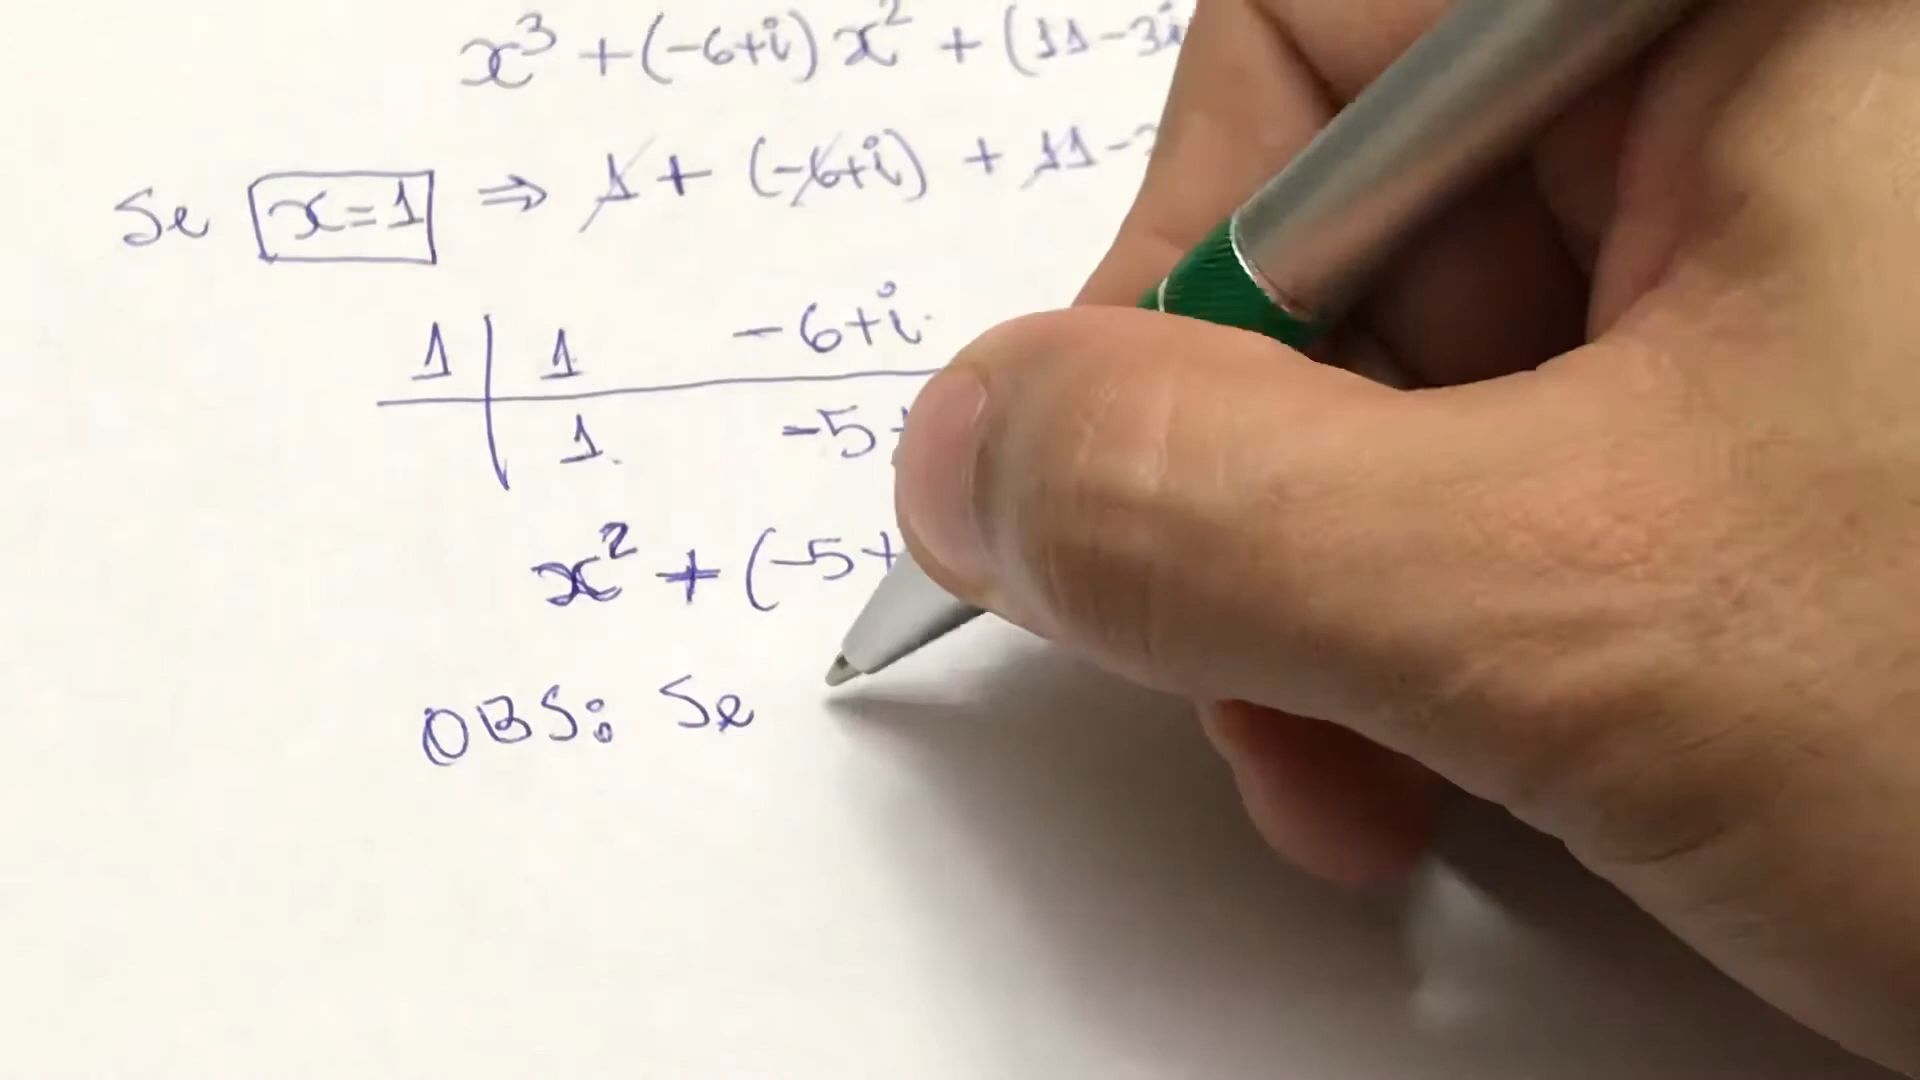 x³ + (-6+i) x² + (11-3i
Se x=1 ⇒ 1 + (-6+i) + 11-
1 | 1 -6+i
1 -5+
x² + (-5+
OBS: Se